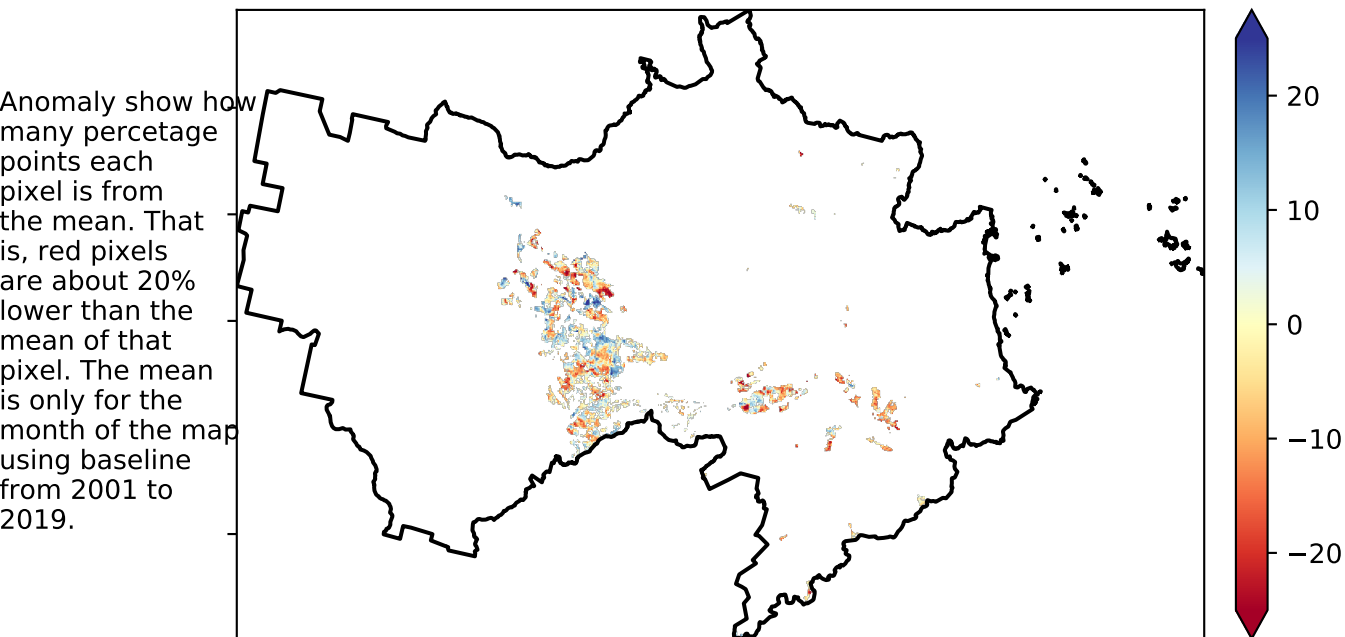 Anomaly show how
many percetage
points each
pixel is from
the mean. That
is, red pixels
are about 20%
lower than the
mean of that
pixel. The mean
is only for the
month of the map
using baseline
from 2001 to
2019.
20
10
0
−10
−20